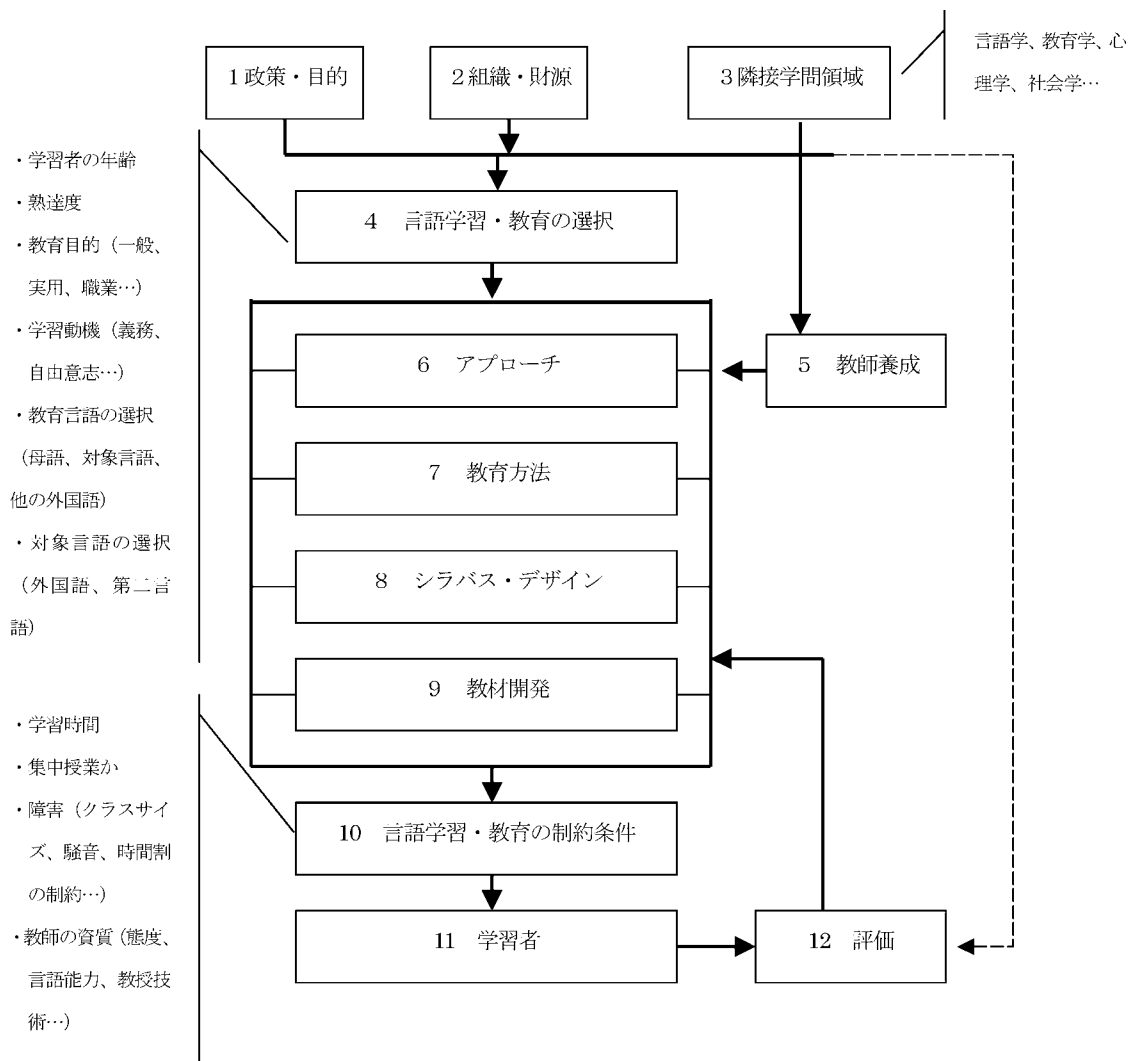 1政策・目的
2組織・財源
3隣接学問領域
言語学、教育学、心
理学、社会学…
・学習者の年齢
・熟達度
・教育目的（一般、
実用、職業…）
・学習動機（義務、
自由意志…）
・教育言語の選択
（母語、対象言語、
他の外国語）
・対象言語の選択
（外国語、第二言
語）
4　言語学習・教育の選択
5　教師養成
6　アプローチ
7　教育方法
8　シラバス・デザイン
9　教材開発
・学習時間
・集中授業か
・障害（クラスサイ
ズ、騒音、時間割
の制約…）
・教師の資質（態度、
言語能力、教授技
術…）
10　言語学習・教育の制約条件
11　学習者
12　評価